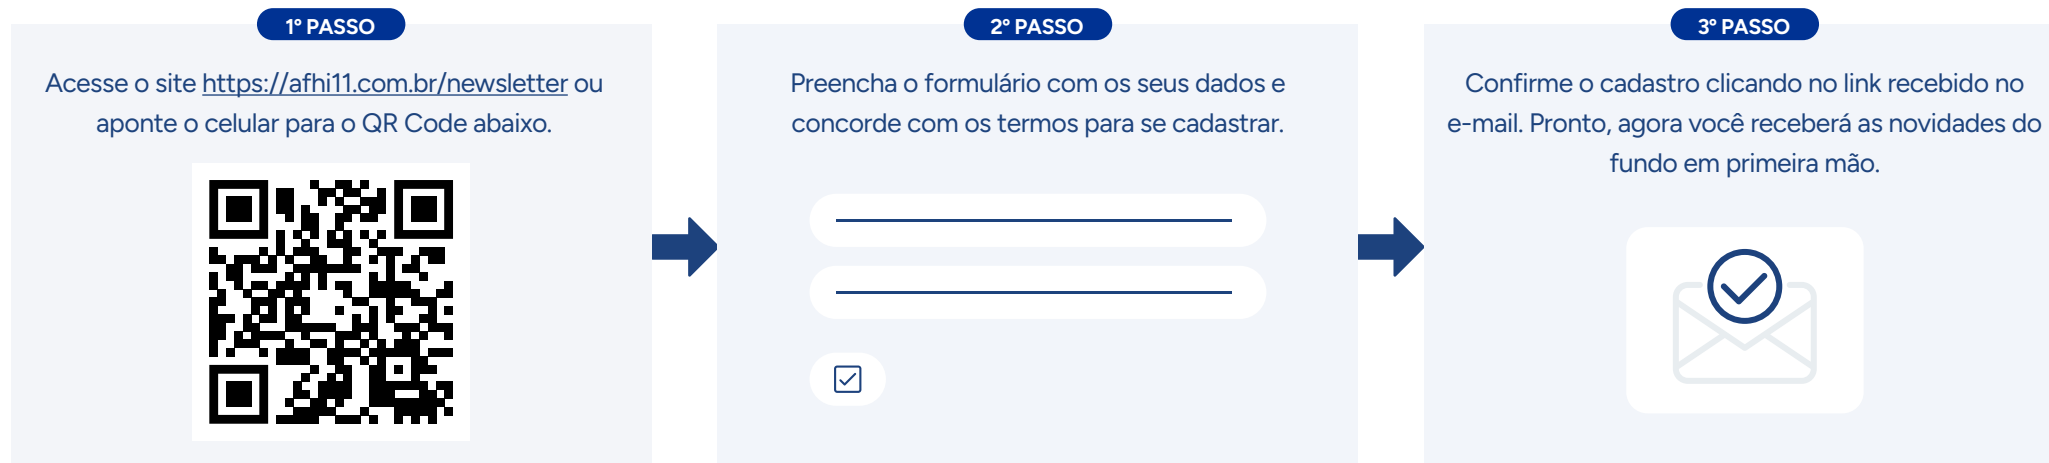 1º PASSO
Acesse o site https://afhi11.com.br/newsletter ou
aponte o celular para o QR Code abaixo.
2º PASSO
Preencha o formulário com os seus dados e
concorde com os termos para se cadastrar.
3º PASSO
Confirme o cadastro clicando no link recebido no
e-mail. Pronto, agora você receberá as novidades do
fundo em primeira mão.